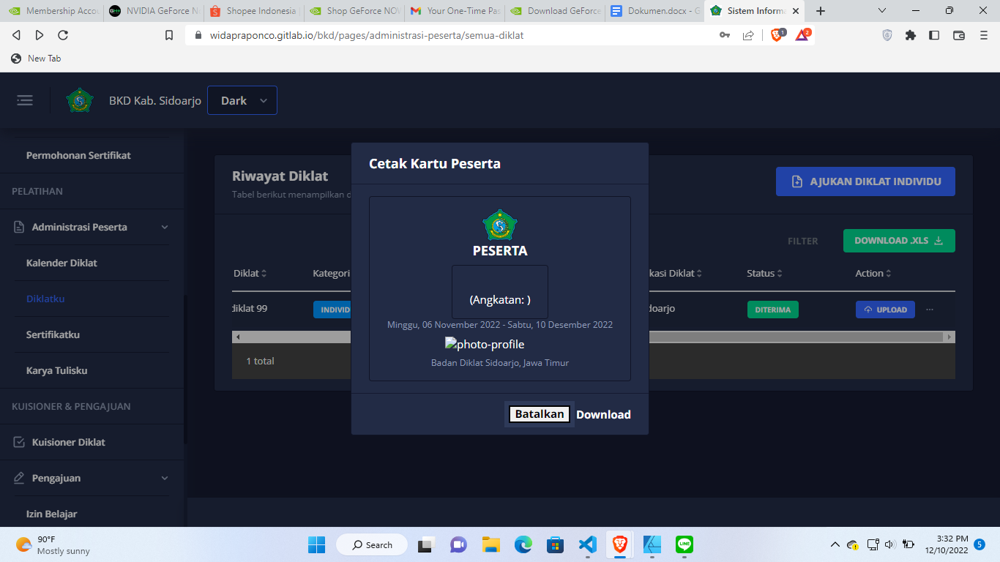 Membership Accou
NVIDIA GeForce N
Shopee Indonesia
Shop GeForce NOW
Your One-Time Pas
Download GeForce
Dokumen.docx - G
Sistem Informa
widapraponco.gitlab.io/bkd/pages/administrasi-peserta/semua-diklat
1
2
New Tab
BKD Kab. Sidoarjo
Dark
Permohonan Sertifikat
PELATIHAN
Administrasi Peserta
Kalender Diklat
Diklatku
Sertifikatku
Karya Tulisku
KUISIONER & PENGAJUAN
Kuisioner Diklat
Pengajuan
Izin Belajar
Riwayat Diklat
Tabel berikut menampilkan d
AJUKAN DIKLAT INDIVIDU
FILTER
DOWNLOAD .XLS
Diklat
Kategori
kasi Diklat
Status
Action
diklat 99
INDIVID
doarjo
DITERIMA
UPLOAD
...
1 total
Cetak Kartu Peserta
PESERTA
(Angkatan: )
Minggu, 06 November 2022 - Sabtu, 10 Desember 2022
photo-profile
Badan Diklat Sidoarjo, Jawa Timur
Batalkan
Download
90°F
Mostly sunny
Search
LINE
3:32 PM
12/10/2022
5